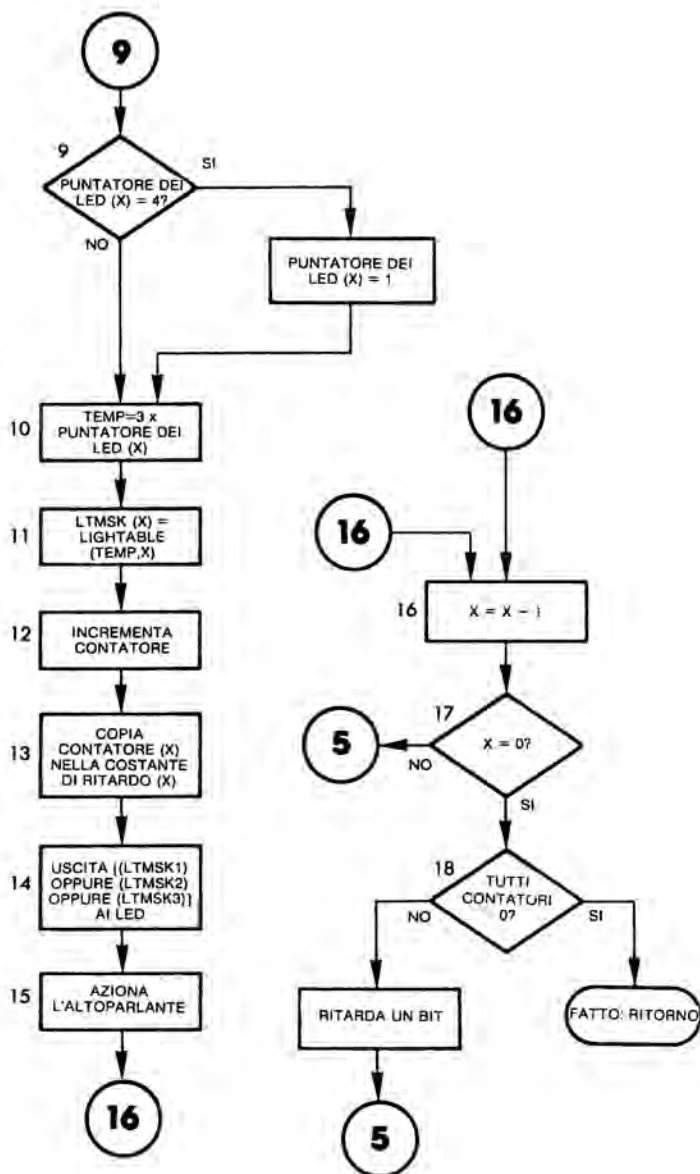 9
9
PUNTATORE DEI
LED (X) = 4?
SI
NO
PUNTATORE DEI
LED (X) = 1
10
TEMP=3 x
PUNTATORE DEI
LED (X)
11
LTMSK (X) =
LIGHTABLE
(TEMP,X)
12
INCREMENTA
CONTATORE
13
COPIA
CONTATORE (X)
NELLA COSTANTE
DI RITARDO (X)
14
USCITA [(LTMSK1)
OPPURE (LTMSK2)
OPPURE (LTMSK3)]
AI LED
15
AZIONA
L'ALTOPARLANTE
16
16
16
16
X = X – 1
17
X = 0?
NO
5
SI
18
TUTTI
CONTATORI
0?
NO
SI
RITARDA UN BIT
FATTO: RITORNO
5